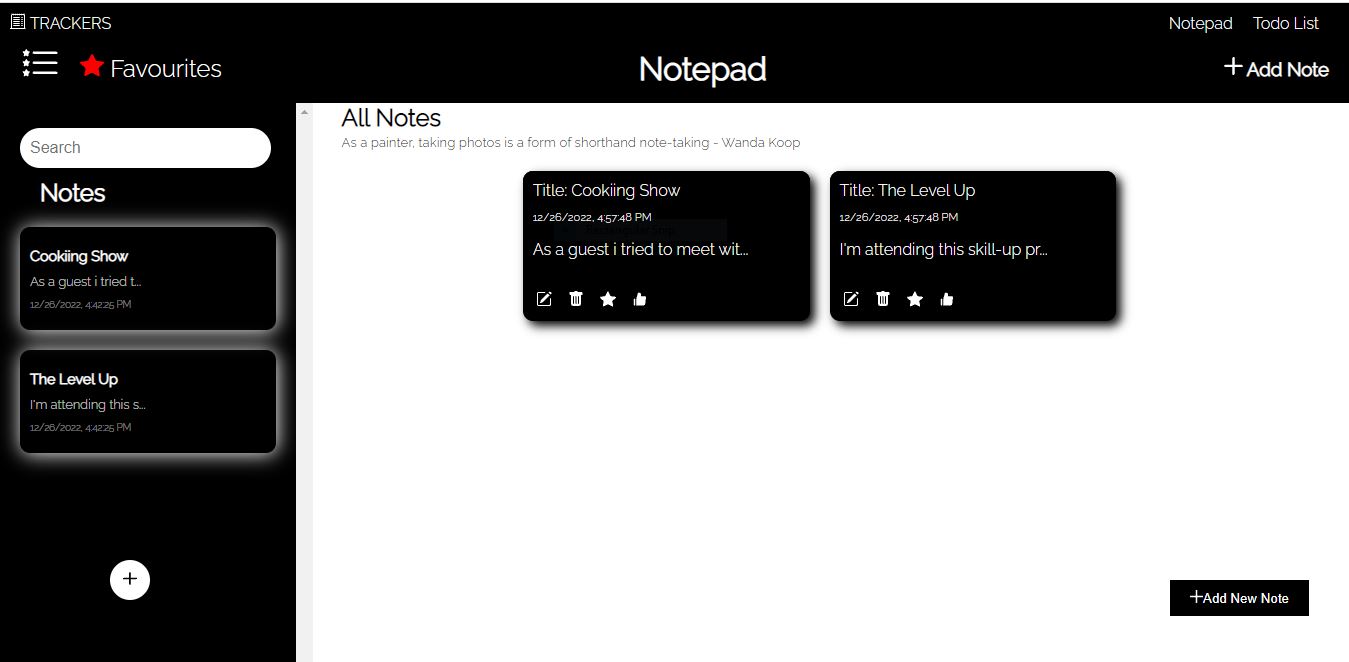 TRACKERS
Notepad
Todo List
Favourites
Notepad
Add Note
Search
Notes
Cookiing Show
As a guest i tried t...
12/26/2022, 4:42:25 PM
The Level Up
I'm attending this s...
12/26/2022, 4:42:25 PM
All Notes
As a painter, taking photos is a form of shorthand note-taking - Wanda Koop
Title: Cookiing Show
12/26/2022, 4:57:48 PM
Rectangular Snip
As a guest i tried to meet wit...
Title: The Level Up
12/26/2022, 4:57:48 PM
I'm attending this skill-up pr...
Add New Note